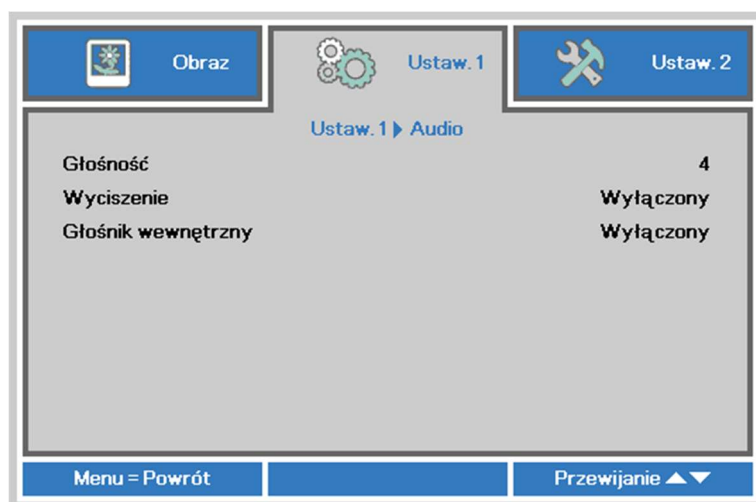 Obraz Ustaw. 1 Ustaw. 2
Ustaw. 1 ▶ Audio
Głośność 4
Wyciszenie Wyłączony
Głośnik wewnętrzny Wyłączony
Menu = Powrót Przewijanie ▲▼